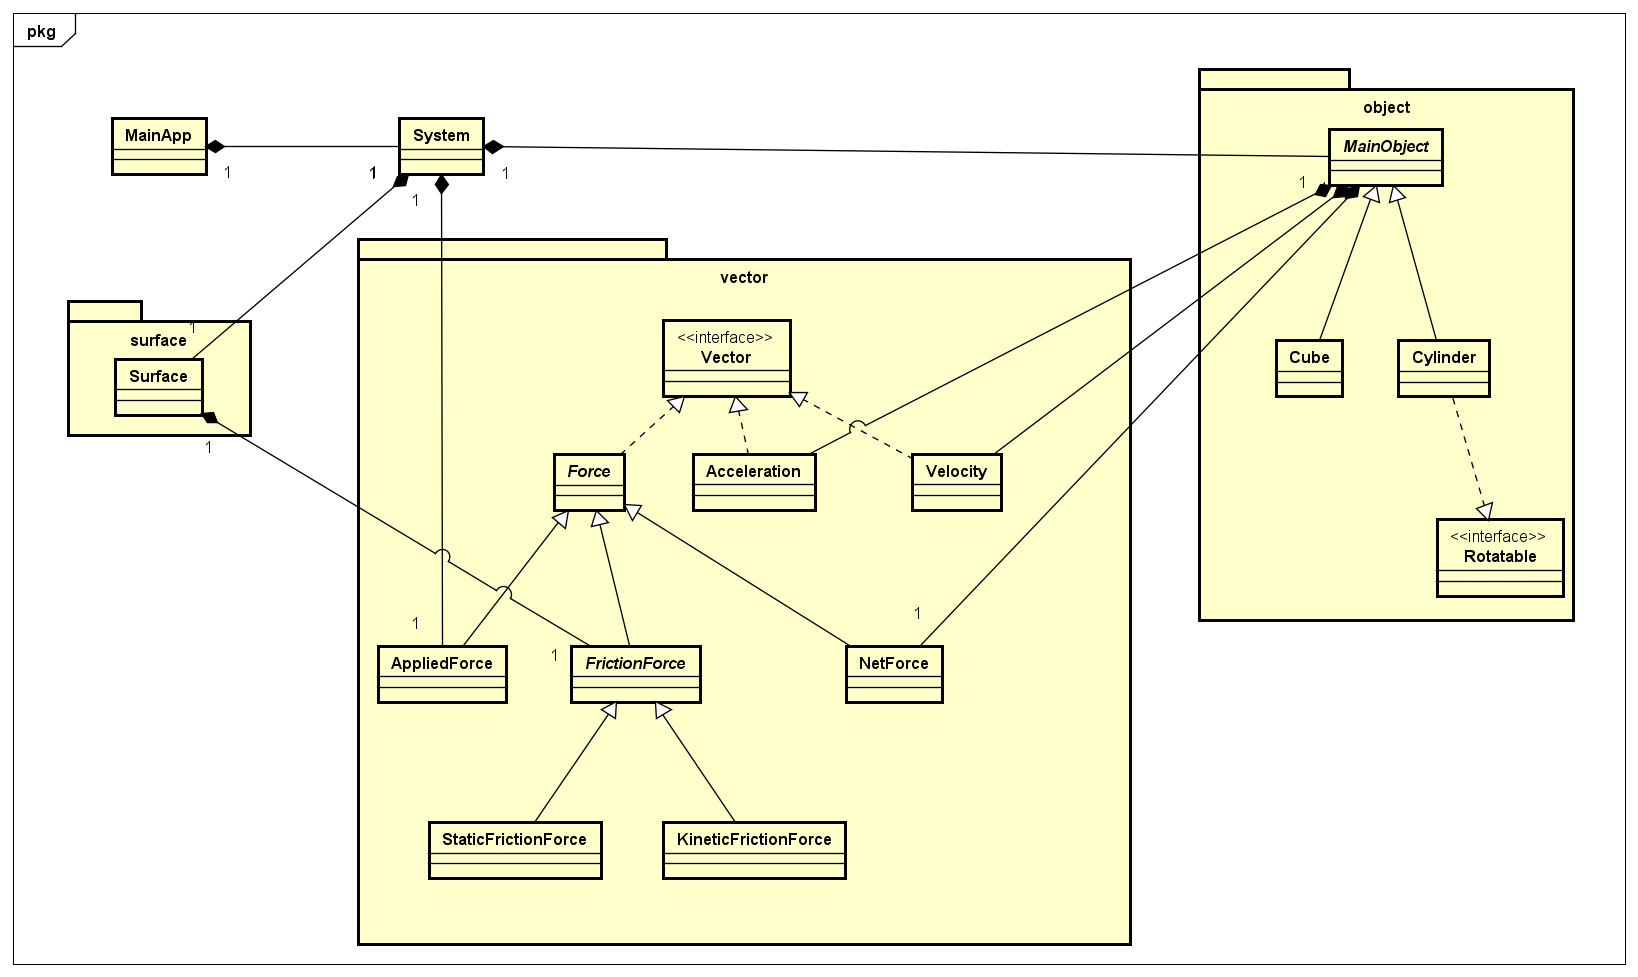 pkg
object
MainApp
System
MainObject
1
1
1
1
1
vector
surface
1
<<interface>>
Vector
Surface
Cube
Cylinder
1
Force
Acceleration
Velocity
<<interface>>
Rotatable
1
1
1
AppliedForce
FrictionForce
NetForce
StaticFrictionForce
KineticFrictionForce